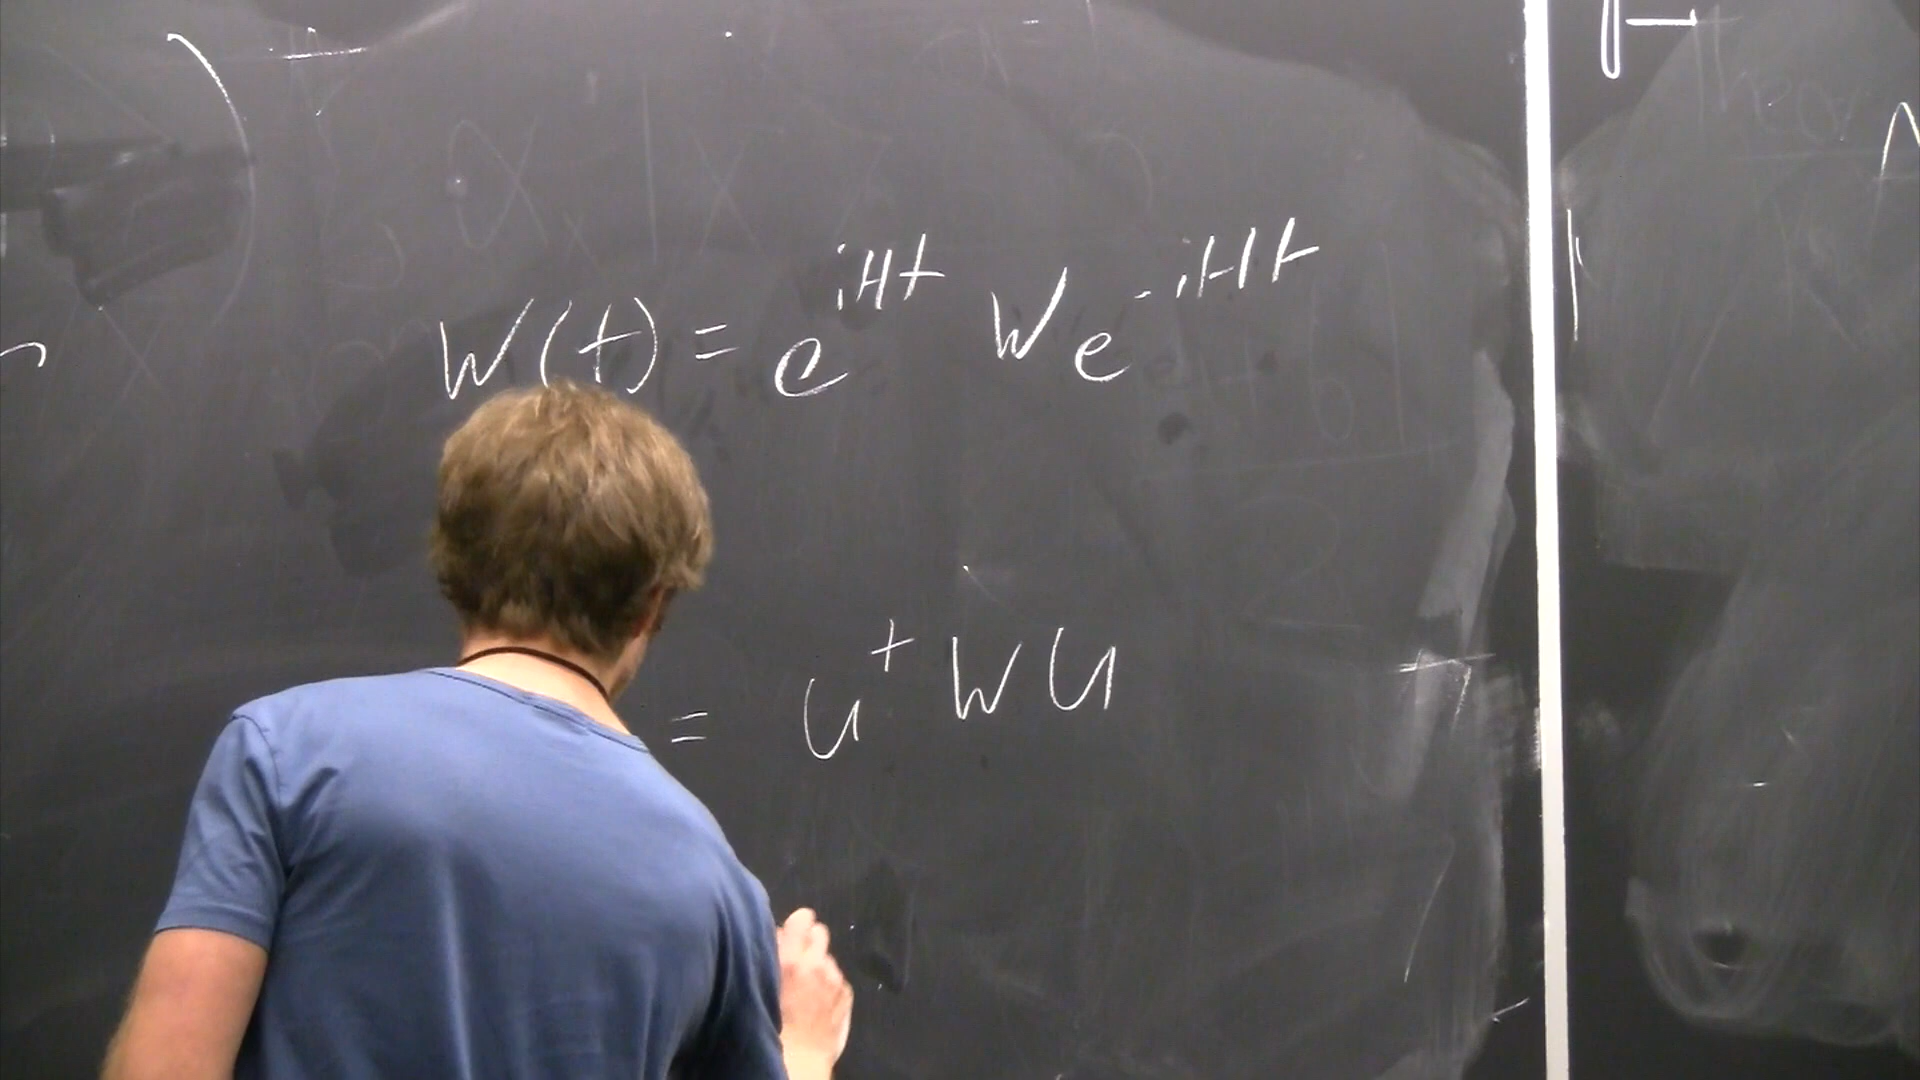 W(t) = e^{iHt} W e^{-iHt}
= U^† W U